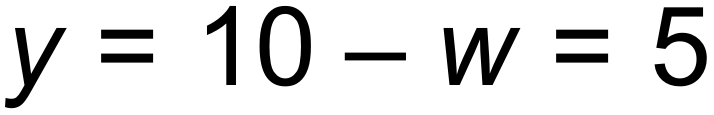 y = 10 – w = 5